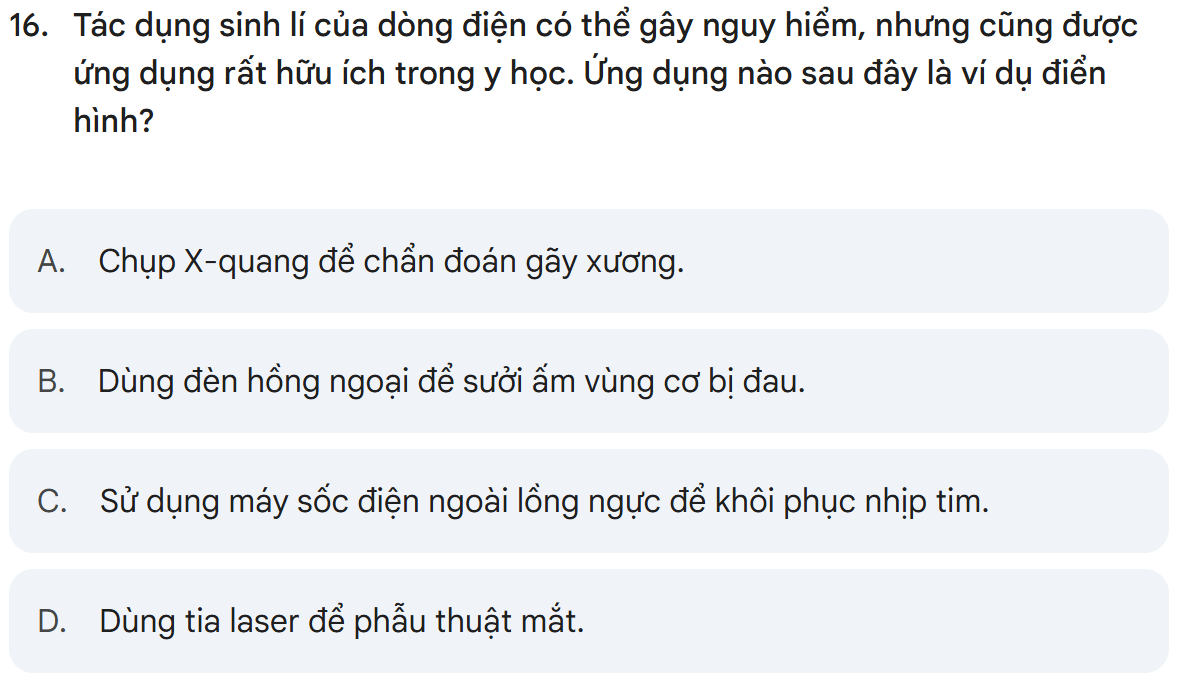 16. Tác dụng sinh lí của dòng điện có thể gây nguy hiểm, nhưng cũng được
ứng dụng rất hữu ích trong y học. Ứng dụng nào sau đây là ví dụ điển
hình?
A. Chụp X-quang để chẩn đoán gãy xương.
B. Dùng đèn hồng ngoại để sưởi ấm vùng cơ bị đau.
C. Sử dụng máy sốc điện ngoài lồng ngực để khôi phục nhịp tim.
D. Dùng tia laser để phẫu thuật mắt.